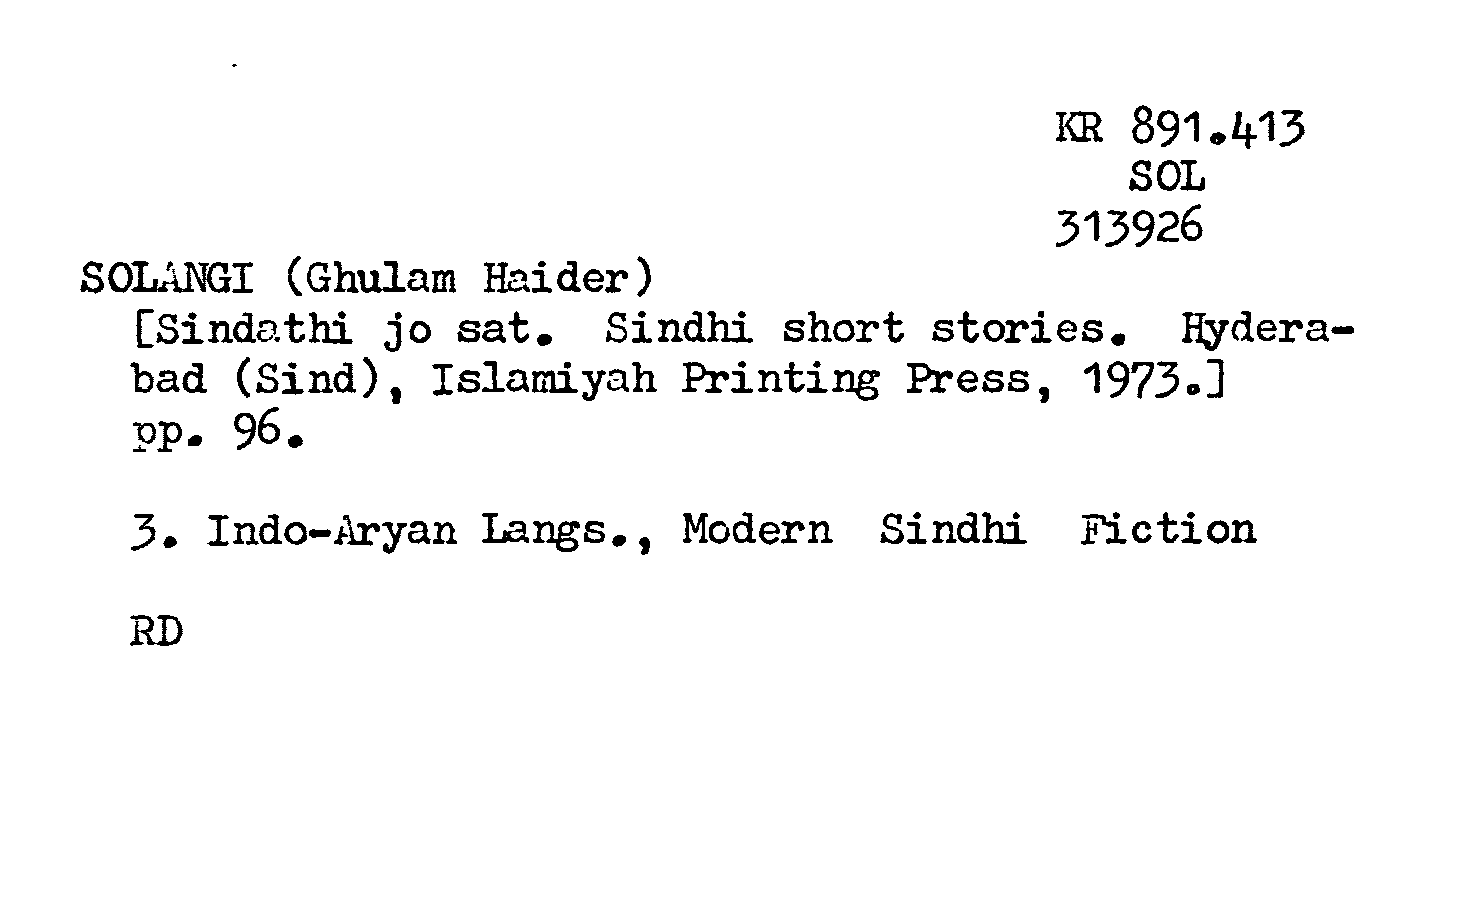 KR 891.413
SOL
313926
SOLANGI (Ghulam Haider)
[Sindathi jo sat. Sindhi short stories. Hydera-
bad (Sind), Islamiyah Printing Press, 1973.]
pp. 96.
3. Indo-Aryan Langs., Modern Sindhi Fiction
RD